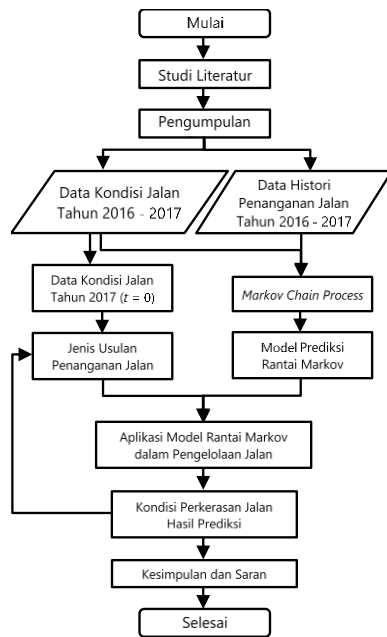 Mulai
Studi Literatur
Pengumpulan
Data Kondisi Jalan
Tahun 2016 - 2017
Data Histori
Penanganan Jalan
Tahun 2016 - 2017
Data Kondisi Jalan
Tahun 2017 (t = 0)
Markov Chain Process
Jenis Usulan
Penanganan Jalan
Model Prediksi
Rantai Markov
Aplikasi Model Rantai Markov
dalam Pengelolaan Jalan
Kondisi Perkerasan Jalan
Hasil Prediksi
Kesimpulan dan Saran
Selesai